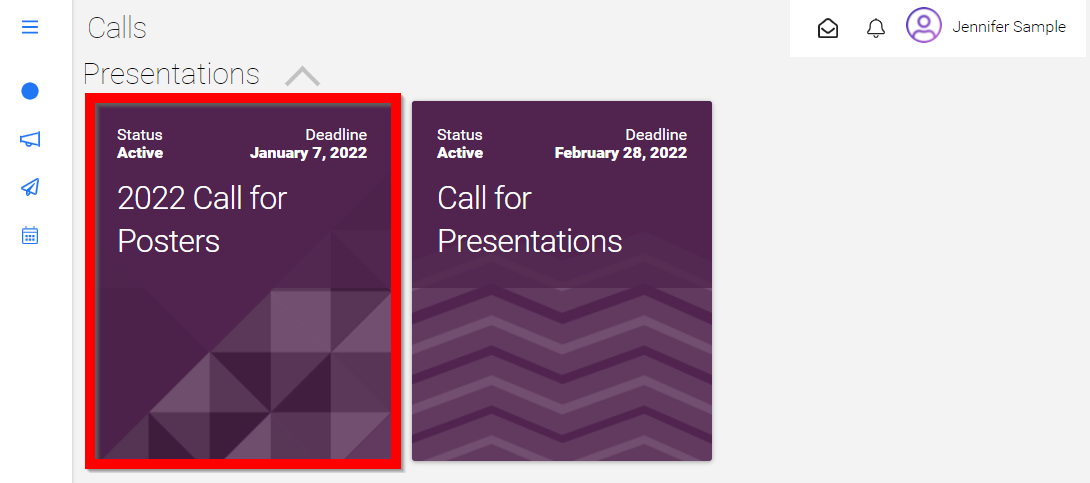 Calls
Jennifer Sample
Presentations
Status
Deadline
Active
January 7, 2022
2022 Call for
Posters
Status
Deadline
Active
February 28, 2022
Call for
Presentations